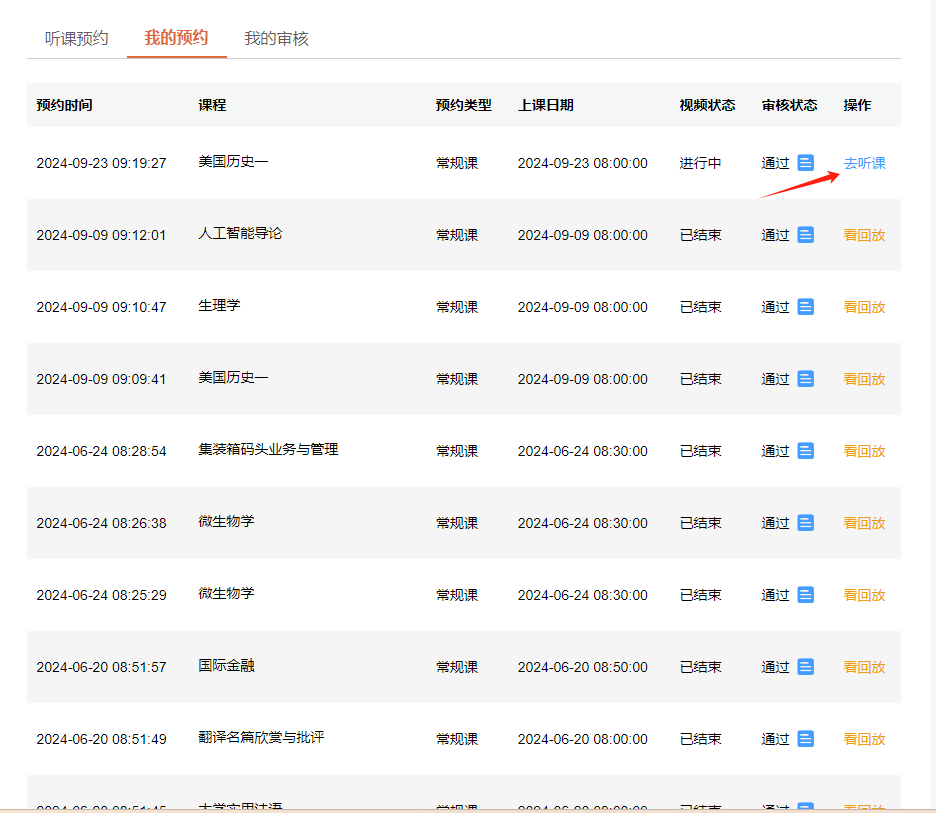 听课预约 我的预约 我的审核
预约时间 课程 预约类型 上课日期 视频状态 审核状态 操作
2024-09-23 09:19:27 美国历史一 常规课 2024-09-23 08:00:00 进行中 通过 去听课
2024-09-09 09:12:01 人工智能导论 常规课 2024-09-09 08:00:00 已结束 通过 看回放
2024-09-09 09:10:47 生理学 常规课 2024-09-09 08:00:00 已结束 通过 看回放
2024-09-09 09:09:41 美国历史一 常规课 2024-09-09 08:00:00 已结束 通过 看回放
2024-06-24 08:28:54 集装箱码头业务与管理 常规课 2024-06-24 08:30:00 已结束 通过 看回放
2024-06-24 08:26:38 微生物学 常规课 2024-06-24 08:30:00 已结束 通过 看回放
2024-06-24 08:25:29 微生物学 常规课 2024-06-24 08:30:00 已结束 通过 看回放
2024-06-20 08:51:57 国际金融 常规课 2024-06-20 08:50:00 已结束 通过 看回放
2024-06-20 08:51:49 翻译名篇欣赏与批评 常规课 2024-06-20 08:00:00 已结束 通过 看回放